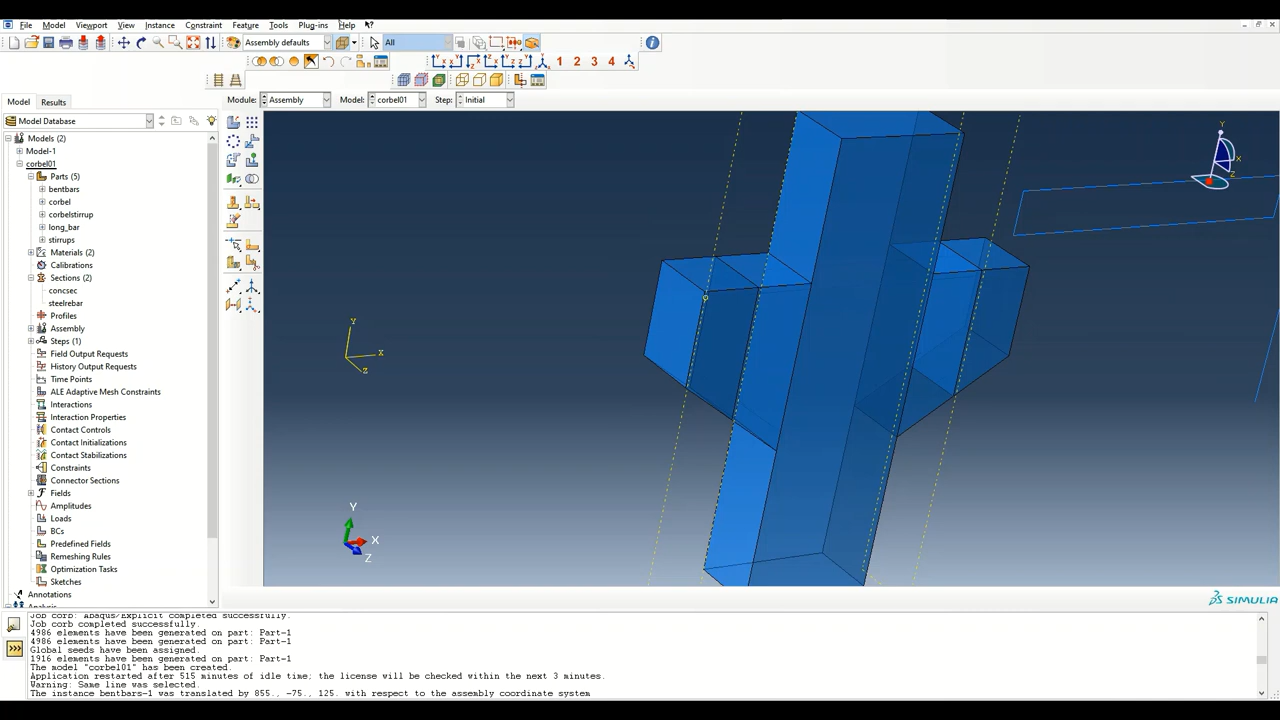 File Model Viewport View Instance Constraint Feature Tools Plug-ins Help
Assembly defaults All
1 2 3 4
Model Results Module: Assembly Model: corbel01 Step: Initial
Model Database
Models (2)
Model-1
corbel01
Parts (5)
bentbars
corbel
corbelstirrup
long_bar
stirrups
Materials (2)
Calibrations
Sections (2)
concsec
steelrebar
Profiles
Assembly
Steps (1)
Field Output Requests
History Output Requests
Time Points
ALE Adaptive Mesh Constraints
Interactions
Interaction Properties
Contact Controls
Contact Initializations
Contact Stabilizations
Constraints
Connector Sections
Fields
Amplitudes
Loads
BCs
Predefined Fields
Remeshing Rules
Optimization Tasks
Sketches
Annotations
Analysis
Y
X
Z
Y
X
Z
Y
X
Z
SIMULIA
Job corb: Abaqus/Explicit completed successfully.
Job corb completed successfully.
4986 elements have been generated on part: Part-1
4986 elements have been generated on part: Part-1
Global seeds have been assigned.
1916 elements have been generated on part: Part-1
The model "corbel01" has been created.
Application restarted after 515 minutes of idle time; the license will be checked within the next 3 minutes.
Warning: Same line was selected.
The instance bentbars-1 was translated by 855., -75., 125. with respect to the assembly coordinate system